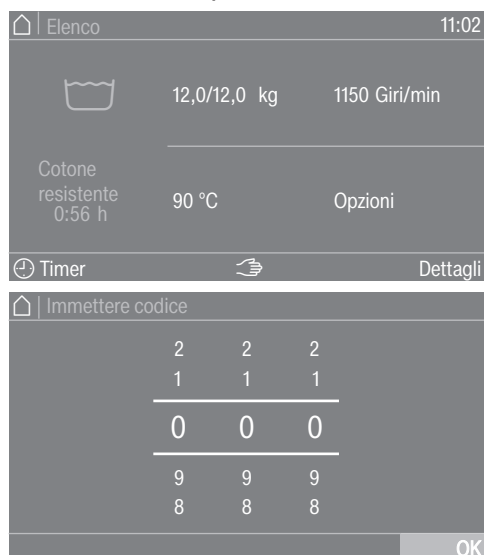 Elenco 11:02
12,0/12,0 kg 1150 Giri/min
Cotone
resistente
0:56 h
90 °C Opzioni
Timer Dettagli
Immettere codice
2 2 2
1 1 1
0 0 0
9 9 9
8 8 8
OK